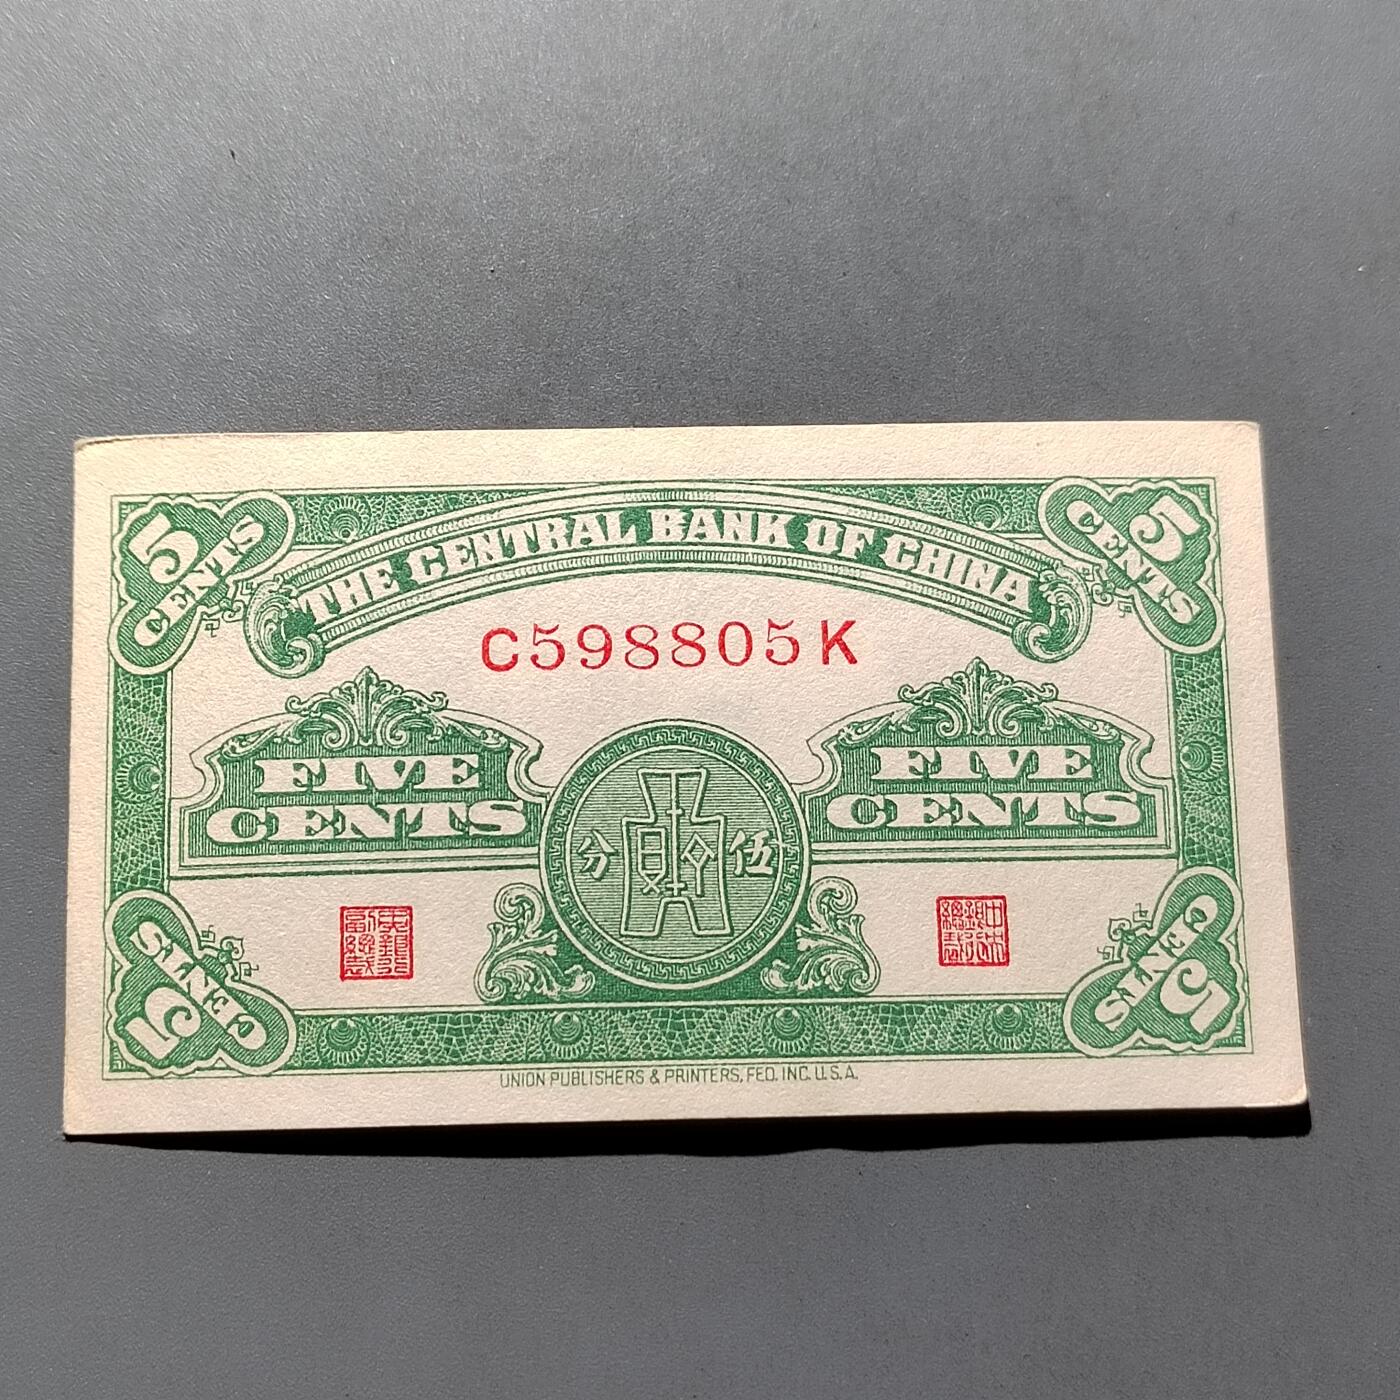 5 CENTS
THE CENTRAL BANK OF CHINA
5 CENTS
C598805K
FIVE
CENTS
FIVE
CENTS
分 伍
5 CENTS
5 CENTS
UNION PUBLISHERS & PRINTERS, FED. INC. U.S.A.